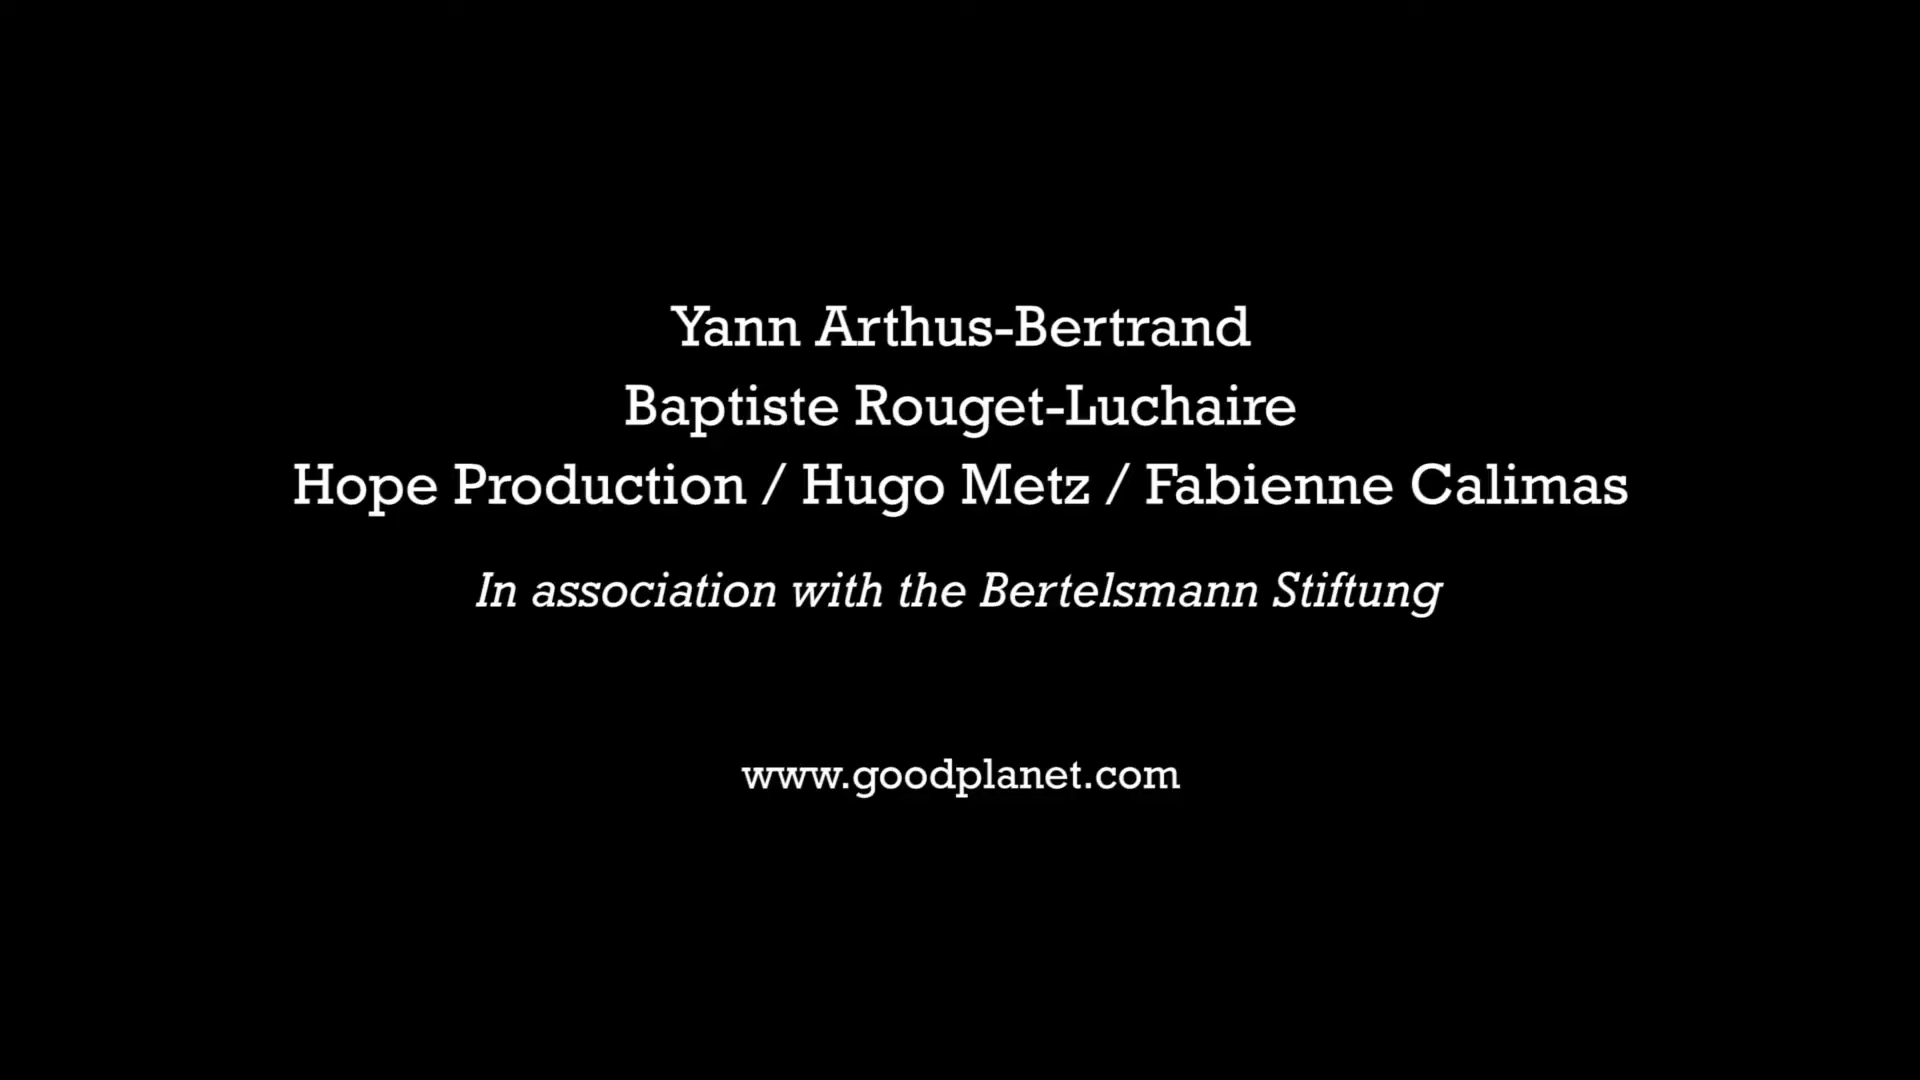 Yann Arthus-Bertrand
Baptiste Rouget-Luchaire
Hope Production / Hugo Metz / Fabienne Calimas
In association with the Bertelsmann Stiftung
www.goodplanet.com